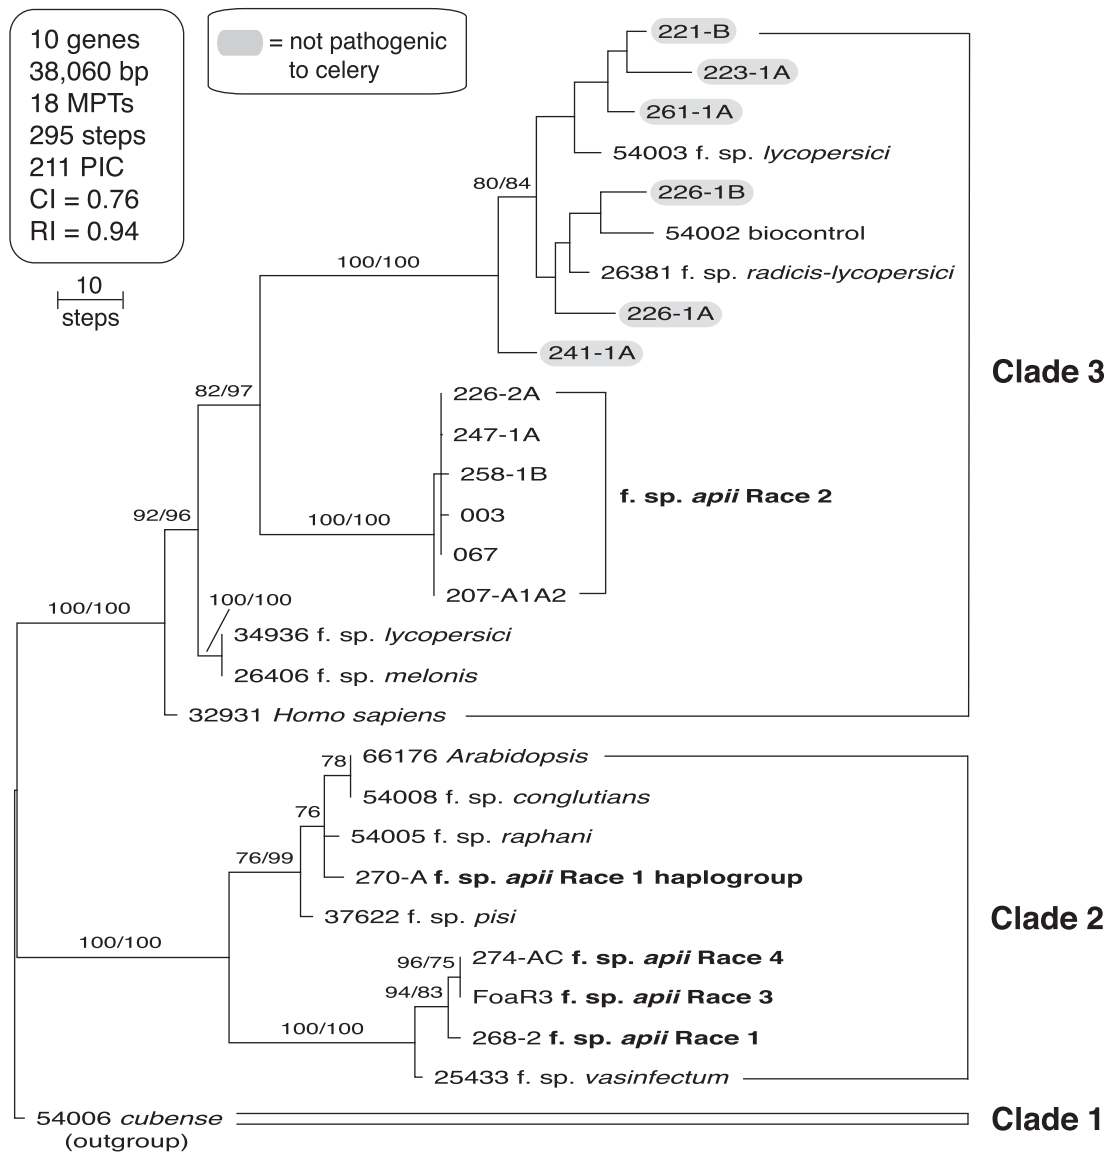 10 genes
38,060 bp
18 MPTs
295 steps
211 PIC
CI = 0.76
RI = 0.94
= not pathogenic
to celery
10
steps
221-B
223-1A
261-1A
54003 f. sp. lycopersici
80/84
226-1B
54002 biocontrol
100/100
26381 f. sp. radicis-lycopersici
226-1A
241-1A
Clade 3
82/97
226-2A
247-1A
258-1B
f. sp. apii Race 2
92/96
100/100
003
067
207-A1A2
100/100
100/100
34936 f. sp. lycopersici
26406 f. sp. melonis
32931 Homo sapiens
78
66176 Arabidopsis
54008 f. sp. conglutians
76
54005 f. sp. raphani
76/99
270-A f. sp. apii Race 1 haplogroup
37622 f. sp. pisi
Clade 2
100/100
96/75
274-AC f. sp. apii Race 4
94/83
FoaR3 f. sp. apii Race 3
100/100
268-2 f. sp. apii Race 1
25433 f. sp. vasinfectum
54006 cubense
(outgroup)
Clade 1